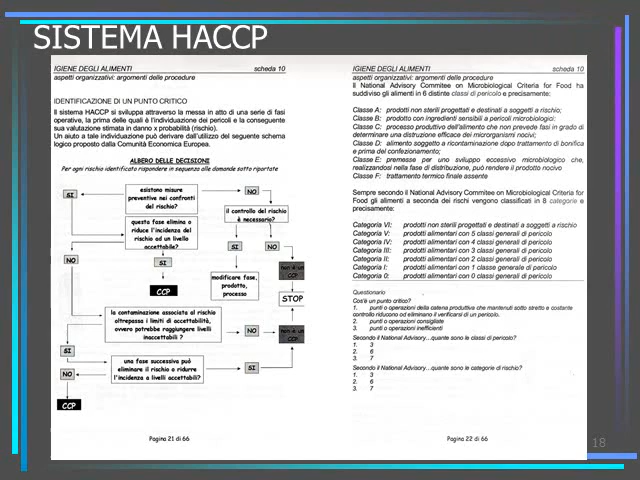 SISTEMA HACCP
IGIENE DEGLI ALIMENTI scheda 10
aspetti organizzativi: argomenti delle procedure
IDENTIFICAZIONE DI UN PUNTO CRITICO
Il sistema HACCP si sviluppa attraverso la messa in atto di una serie di fasi
operative, la prima delle quali è l'individuazione dei pericoli e la conseguente
sua valutazione stimata in danno x probabilità (rischio).
Un aiuto a tale individuazione può derivare dall'utilizzo del seguente schema
logico proposto dalla Comunità Economica Europea.
ALBERO DELLE DECISIONI
Per ogni rischio identificato rispondere in sequenza alle domande sotto riportate
SI
esistono misure
preventive nei confronti
del rischio?
NO
il controllo del rischio
è necessario?
questa fase elimina o
riduce l'incidenza del
rischio ad un livello
accettabile?
SI
NO
NO
SI
non è un
CCP
CCP
modificare fase,
prodotto,
processo
STOP
la contaminazione associata al rischio
oltrepassa i limiti di accettabilità,
ovvero potrebbe raggiungere livelli
inaccettabili ?
NO
non è un
CCP
SI
una fase successiva può
eliminare il rischio o ridurre
l'incidenza a livelli accettabili?
SI
NO
CCP
Pagina 21 di 66
IGIENE DEGLI ALIMENTI scheda 10
aspetti organizzativi: argomenti delle procedure
Il National Advisory Commitee on Microbiological Criteria for Food ha
suddiviso gli alimenti in 6 distinte classi di pericolo e precisamente:
Classe A: prodotti non sterili progettati e destinati a soggetti a rischio;
Classe B: prodotto con ingredienti sensibili a pericoli microbiologici:
Classe C: processo produttivo dell'alimento che non prevede fasi in grado di
determinare una distruzione efficace dei microrganismi nocivi;
Classe D: alimento soggetto a ricontaminazione dopo trattamento di bonifica
e prima del confezionamento;
Classe E: premesse per uno sviluppo eccessivo microbiologico che,
realizzandosi nella fase di distribuzione, può rendere il prodotto nocivo
Classe F: trattamento termico finale assente
Sempre secondo il National Advisory Commitee on Microbiological Criteria for
Food gli alimenti a seconda dei rischi vengono classificati in 8 categorie e
precisamente:
Categoria VI: prodotti non sterili progettati e destinati a soggetti a rischio
Categoria V: prodotti alimentari con 5 classi generali di pericolo
Categoria IV: prodotti alimentari con 4 classi generali di pericolo
Categoria III: prodotti alimentari con 3 classi generali di pericolo
Categoria II: prodotti alimentari con 2 classi generali di pericolo
Categoria I: prodotti alimentari con 1 classe generale di pericolo
Categoria 0: prodotti alimentari con 0 classi generali di pericolo
Questionario
Cos'è un punto critico?
1. punti o operazioni della catena produttiva che mantenuti sotto stretto e costante
controllo riducono od eliminano il verificarsi di un pericolo.
2. punti o operazioni consigliate
3. punti o operazioni inefficienti
Secondo il National Advisory…quante sono le classi di pericolo?
1. 3
2. 6
3. 7
Secondo il National Advisory…quante sono le categorie di rischio?
1. 3
2. 6
3. 7
Pagina 22 di 66
18